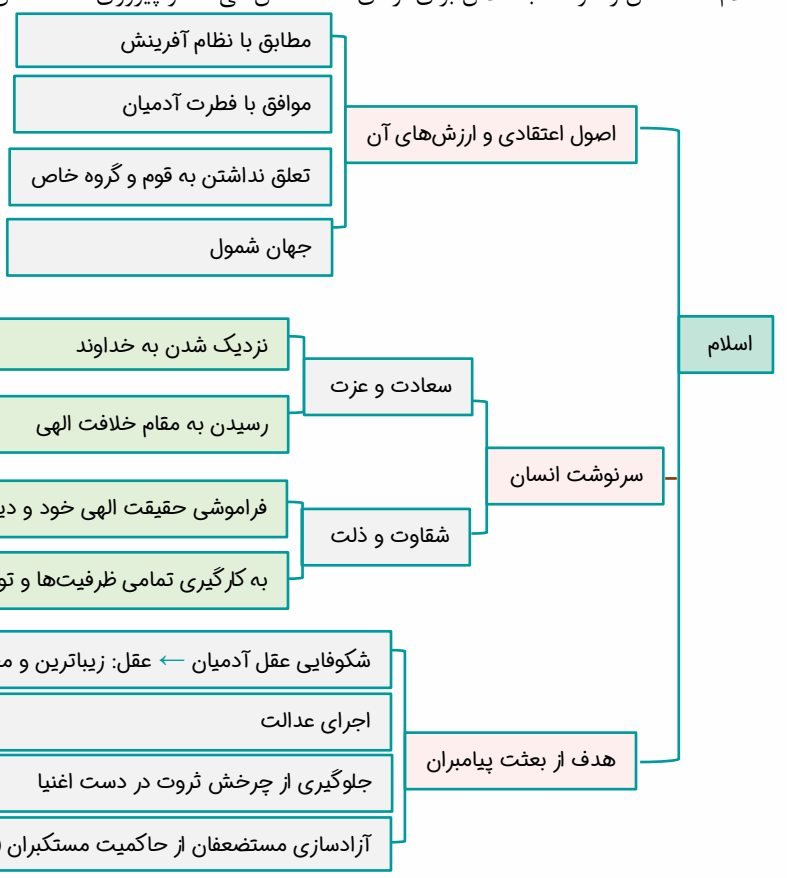 اسلام
اصول اعتقادی و ارزش‌های آن
مطابق با نظام آفرینش
موافق با فطرت آدمیان
تعلق نداشتن به قوم و گروه خاص
جهان شمول
سرنوشت انسان
سعادت و عزت
نزدیک شدن به خداوند
رسیدن به مقام خلافت الهی
شقاوت و ذلت
فراموشی حقیقت الهی خود و
به کارگیری تمامی ظرفیت‌ها و
هدف از بعثت پیامبران
شکوفایی عقل آدمیان ← عقل: زیباترین و
اجرای عدالت
جلوگیری از چرخش ثروت در دست اغنیا
آزادسازی مستضعفان از حاکمیت مستکبران